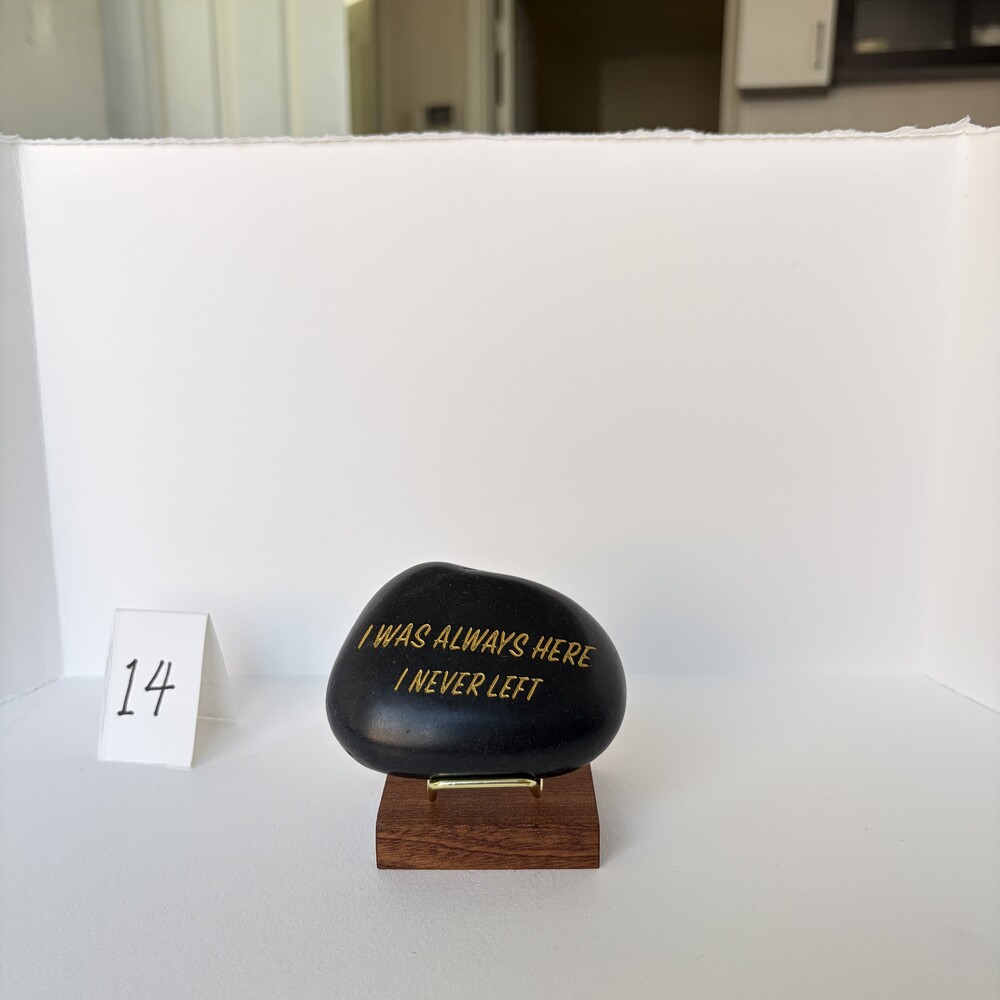 14
I WAS ALWAYS HERE
I NEVER LEFT